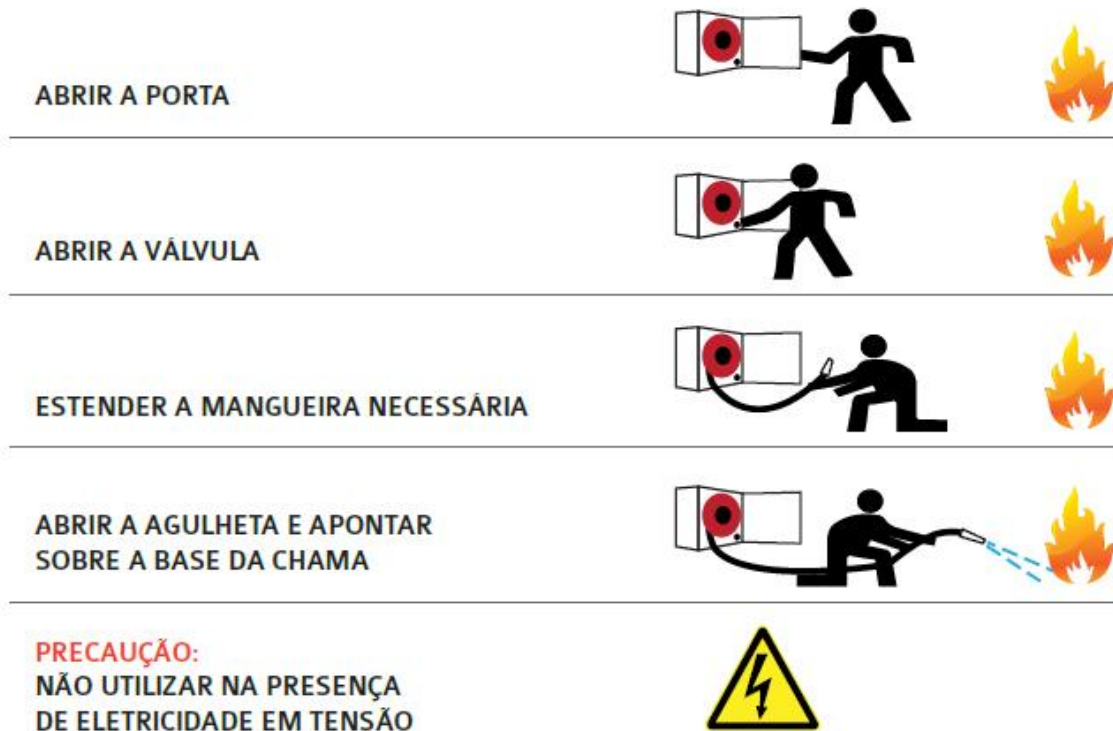 ABRIR A PORTA
ABRIR A VÁLVULA
ESTENDER A MANGUEIRA NECESSÁRIA
ABRIR A AGULHETA E APONTAR
SOBRE A BASE DA CHAMA
PRECAUÇÃO:
NÃO UTILIZAR NA PRESENÇA
DE ELETRICIDADE EM TENSÃO